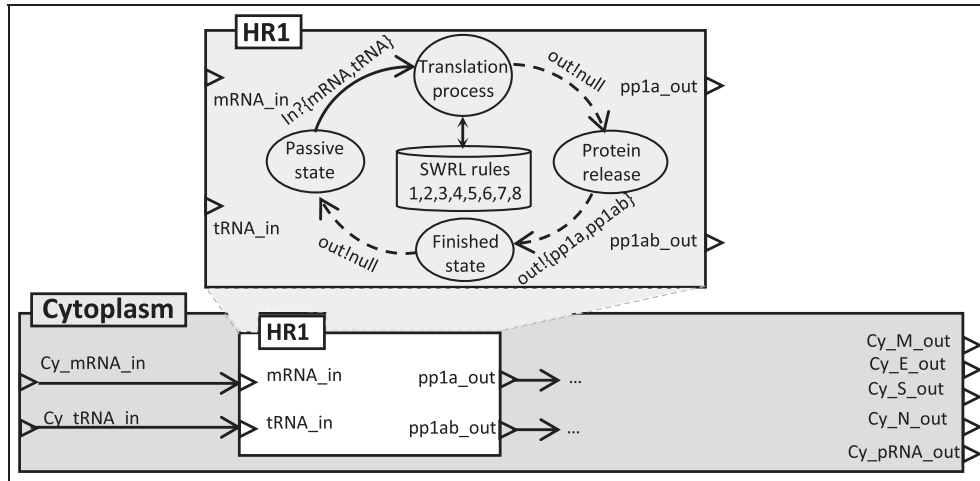 HR1
mRNA_in
tRNA_in
In?{mRNA,tRNA}
Translation
process
out!null
pp1a_out
Passive
state
SWRL rules
1,2,3,4,5,6,7,8
Protein
release
out!null
Finished
state
out!{pp1a,pp1ab}
pp1ab_out
Cytoplasm
HR1
Cy_mRNA_in
Cy_tRNA_in
mRNA_in
tRNA_in
pp1a_out
...
pp1ab_out
...
Cy_M_out
Cy_E_out
Cy_S_out
Cy_N_out
Cy_pRNA_out